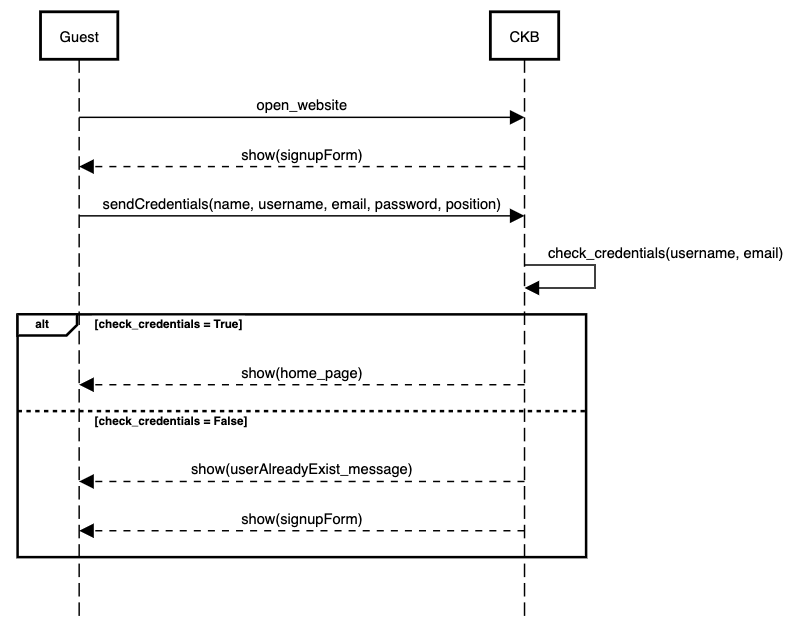 Guest
CKB
open_website
show(signupForm)
sendCredentials(name, username, email, password, position)
check_credentials(username, email)
alt
[check_credentials = True]
show(home_page)
[check_credentials = False]
show(userAlreadyExist_message)
show(signupForm)